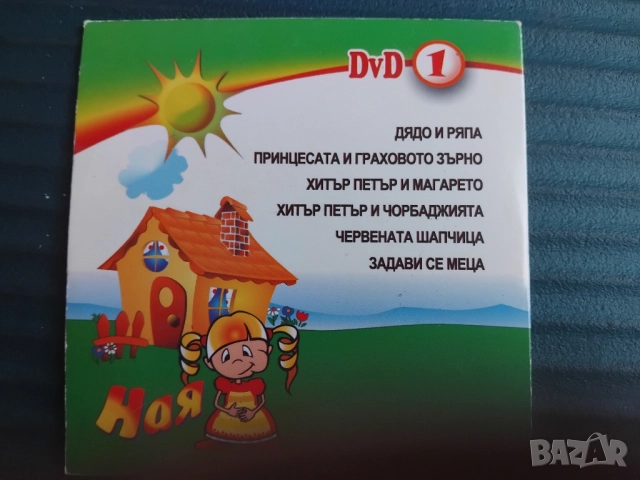 DVD-1
ДЯДО И РЯПА
ПРИНЦЕСАТА И ГРАХОВОТО ЗЪРНО
ХИТЪР ПЕТЪР И МАГАРЕТО
ХИТЪР ПЕТЪР И ЧОРБАДЖИЯТА
ЧЕРВЕНАТА ШАПЧИЦА
ЗАДАВИ СЕ МЕЦА
Ная
BAZAR